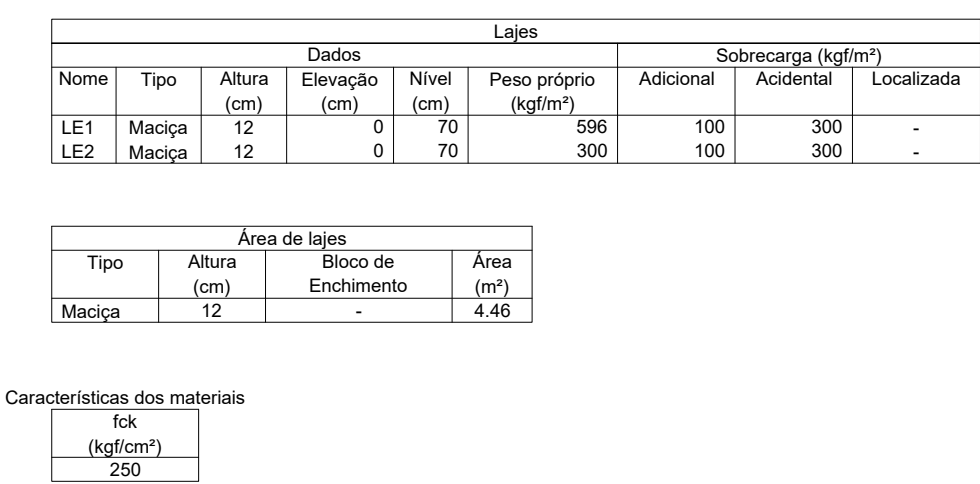 Lajes
Dados Sobrecarga (kgf/m²)
Nome Tipo Altura Elevação Nível Peso próprio Adicional Acidental Localizada
(cm) (cm) (cm) (kgf/m²)
LE1 Maciça 12 0 70 596 100 300 -
LE2 Maciça 12 0 70 300 100 300 -
Área de lajes
Tipo Altura Bloco de Área
(cm) Enchimento (m²)
Maciça 12 - 4.46
Características dos materiais
fck
(kgf/cm²)
250